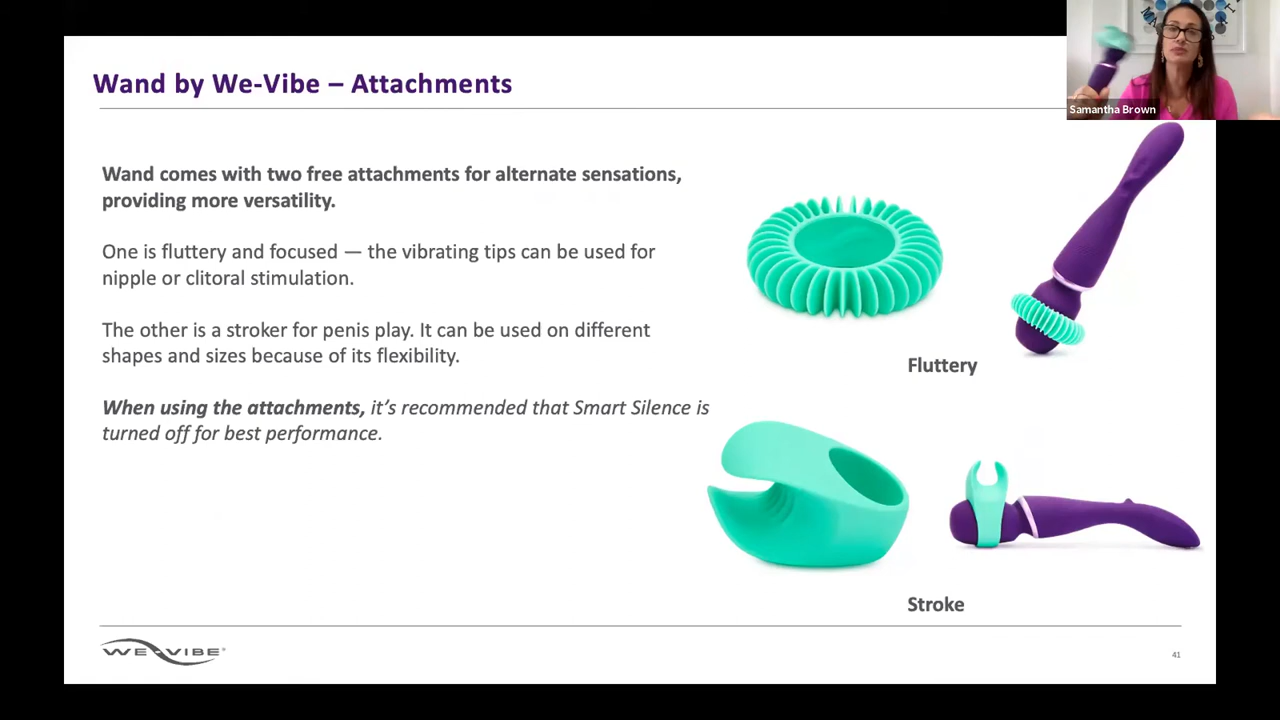 Wand by We-Vibe – Attachments
Samantha Brown
Wand comes with two free attachments for alternate sensations,
providing more versatility.
One is fluttery and focused — the vibrating tips can be used for
nipple or clitoral stimulation.
The other is a stroker for penis play. It can be used on different
shapes and sizes because of its flexibility.
When using the attachments, it’s recommended that Smart Silence is
turned off for best performance.
Fluttery
Stroke
WE-VIBE®
41